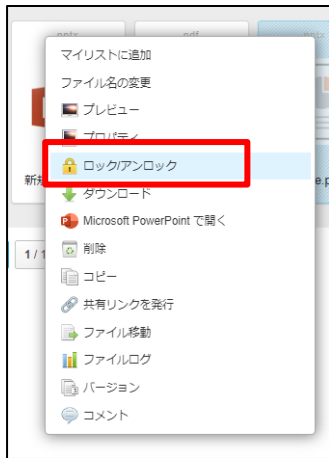 pptx
pdf
pptx
マイリストに追加
ファイル名の変更
プレビュー
プロパティ
ロック/アンロック
新規
ダウンロード
e.p
Microsoft PowerPoint で開く
1 / 1
削除
コピー
共有リンクを発行
ファイル移動
ファイルログ
バージョン
コメント